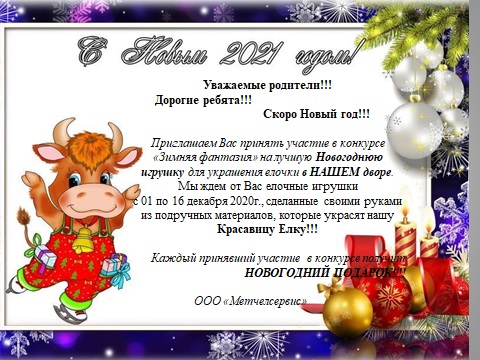 С Новым 2021 годом!
Уважаемые родители!!!
Дорогие ребята!!!
Скоро Новый год!!!
Приглашаем Вас принять участие в конкурсе
«Зимняя фантазия» на лучшую Новогоднюю
игрушку для украшения елочки в НАШЕМ дворе.
Мы ждем от Вас елочные игрушки
с 01 по 16 декабря 2020г., сделанные своими руками
из подручных материалов, которые украсят нашу
Красавицу Елку!!!
Каждый принявший участие в конкурсе получит
НОВОГОДНИЙ ПОДАРОК!!!!
ООО «Метчелсервис»